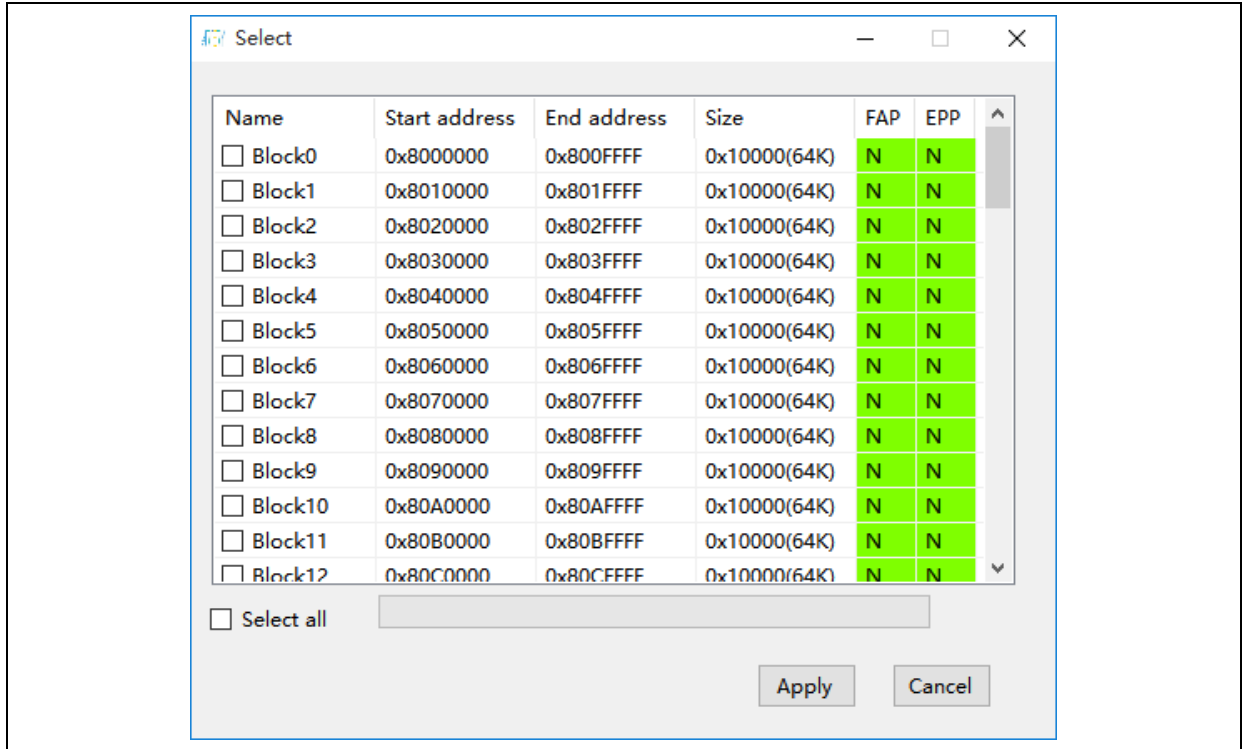 Select
Name Start address End address Size FAP EPP
Block0 0x8000000 0x800FFFF 0x10000(64K) N N
Block1 0x8010000 0x801FFFF 0x10000(64K) N N
Block2 0x8020000 0x802FFFF 0x10000(64K) N N
Block3 0x8030000 0x803FFFF 0x10000(64K) N N
Block4 0x8040000 0x804FFFF 0x10000(64K) N N
Block5 0x8050000 0x805FFFF 0x10000(64K) N N
Block6 0x8060000 0x806FFFF 0x10000(64K) N N
Block7 0x8070000 0x807FFFF 0x10000(64K) N N
Block8 0x8080000 0x808FFFF 0x10000(64K) N N
Block9 0x8090000 0x809FFFF 0x10000(64K) N N
Block10 0x80A0000 0x80AFFFF 0x10000(64K) N N
Block11 0x80B0000 0x80BFFFF 0x10000(64K) N N
Block12 0x80C0000 0x80CFFFF 0x10000(64K) N N
Select all
Apply Cancel